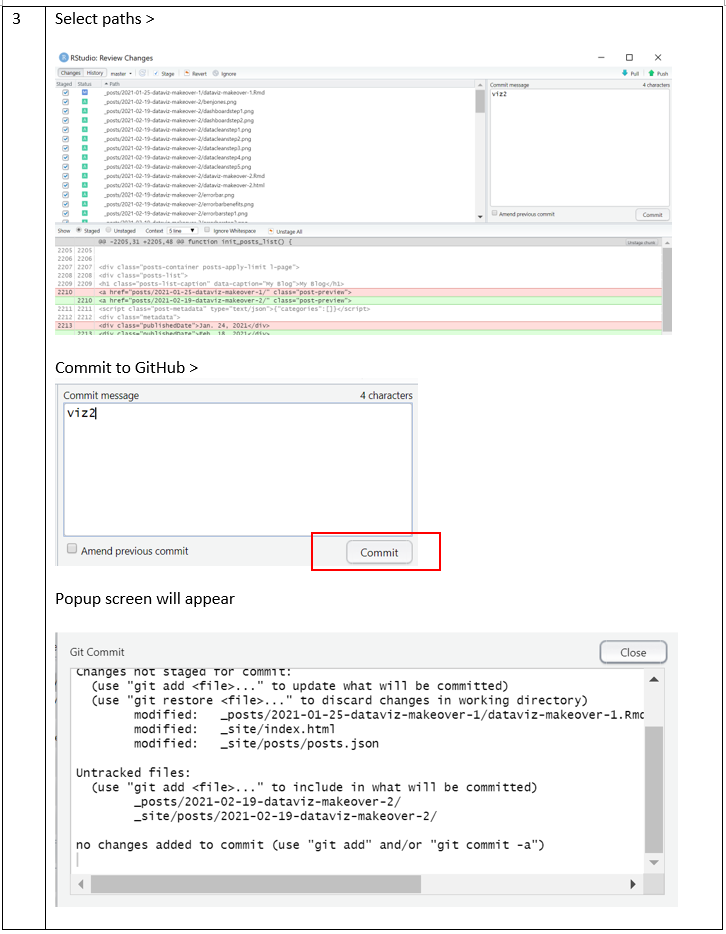 3
Select paths >
RStudio: Review Changes
Changes History master Stage Revert Ignore Pull Push
Staged Status Path
_posts/2021-01-25-dataviz-makeover-1/dataviz-makeover-1.Rmd
_posts/2021-02-19-dataviz-makeover-2/benjones.png
_posts/2021-02-19-dataviz-makeover-2/dashboardstep1.png
_posts/2021-02-19-dataviz-makeover-2/dashboardstep2.png
_posts/2021-02-19-dataviz-makeover-2/datacleanstep1.png
_posts/2021-02-19-dataviz-makeover-2/datacleanstep2.png
_posts/2021-02-19-dataviz-makeover-2/datacleanstep3.png
_posts/2021-02-19-dataviz-makeover-2/datacleanstep4.png
_posts/2021-02-19-dataviz-makeover-2/datacleanstep5.png
_posts/2021-02-19-dataviz-makeover-2/dataviz-makeover-2.Rmd
_posts/2021-02-19-dataviz-makeover-2/dataviz-makeover-2.html
_posts/2021-02-19-dataviz-makeover-2/errorbar.png
_posts/2021-02-19-dataviz-makeover-2/errorbarbenefits.png
_posts/2021-02-19-dataviz-makeover-2/errorbarstep1.png
Commit message 4 characters
viz2
Amend previous commit Commit
Show Staged Unstaged Context 5 line Ignore Whitespace Unstage All
@@ -2205,31 +2205,48 @@ function init_posts_list() { Unstage chunk
2205 2205
2206 2206
2207 2207 <div class="posts-container posts-apply-limit l-page">
2208 2208 <div class="posts-list">
2209 2209 <h1 class="posts-list-caption" data-caption="My Blog">My Blog</h1>
2210 <a href="posts/2021-01-25-dataviz-makeover-1/" class="post-preview">
2210 <a href="posts/2021-02-19-dataviz-makeover-2/" class="post-preview">
2211 2211 <script class="post-metadata" type="text/json">{"categories":[]}</script>
2212 2212 <div class="metadata">
2213 <div class="publishedDate">Jan. 24, 2021</div>
2213 <div class="publishedDate">Feb. 18, 2021</div>
Commit to GitHub >
Commit message 4 characters
viz2
Amend previous commit Commit
Popup screen will appear
Git Commit Close
Changes not staged for commit:
(use "git add <file>..." to update what will be committed)
(use "git restore <file>..." to discard changes in working directory)
modified: _posts/2021-01-25-dataviz-makeover-1/dataviz-makeover-1.Rmd
modified: _site/index.html
modified: _site/posts/posts.json
Untracked files:
(use "git add <file>..." to include in what will be committed)
_posts/2021-02-19-dataviz-makeover-2/
_site/posts/2021-02-19-dataviz-makeover-2/
no changes added to commit (use "git add" and/or "git commit -a")